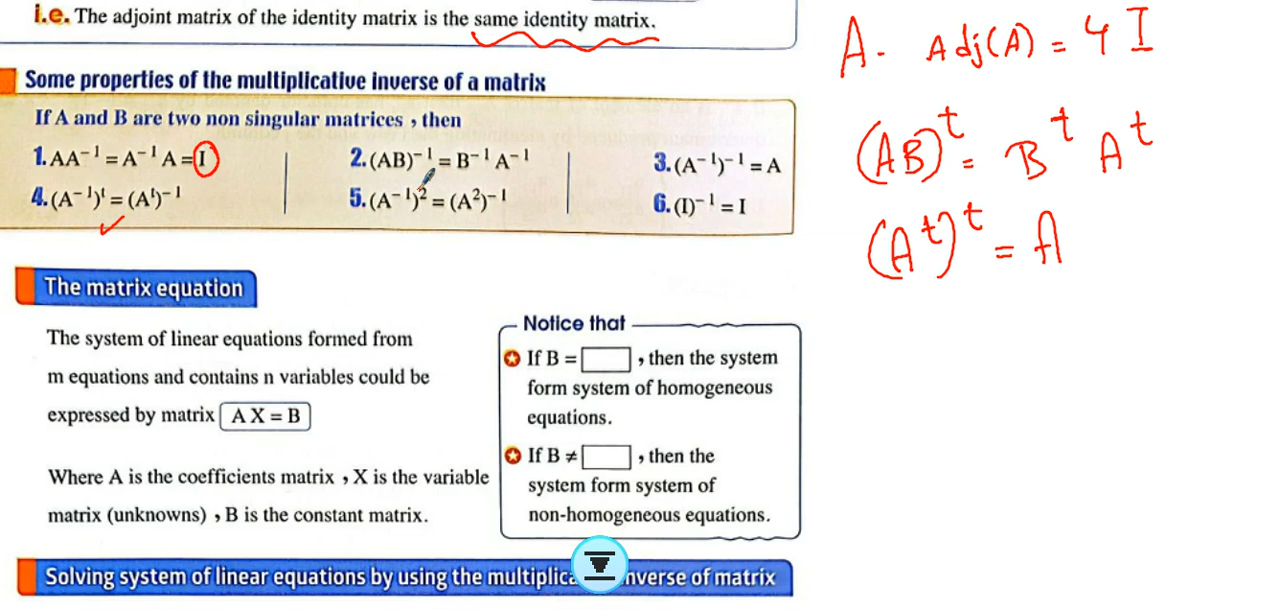 i.e. The adjoint matrix of the identity matrix is the same identity matrix.
Some properties of the multiplicative inverse of a matrix
If A and B are two non singular matrices , then
1. AA⁻¹ = A⁻¹ A = I
2. (AB)⁻¹ = B⁻¹ A⁻¹
3. (A⁻¹)⁻¹ = A
4. (A⁻¹)ᵗ = (Aᵗ)⁻¹
5. (A⁻¹)² = (A²)⁻¹
6. (I)⁻¹ = I
The matrix equation
The system of linear equations formed from
m equations and contains n variables could be
expressed by matrix A X = B
Where A is the coefficients matrix , X is the variable
matrix (unknowns) , B is the constant matrix.
Notice that
If B = , then the system
form system of homogeneous
equations.
If B ≠ , then the
system form system of
non-homogeneous equations.
Solving system of linear equations by using the nverse of matrix
A . Adj(A) = 4 I
(AB)ᵗ = Bᵗ Aᵗ
(Aᵗ)ᵗ = A